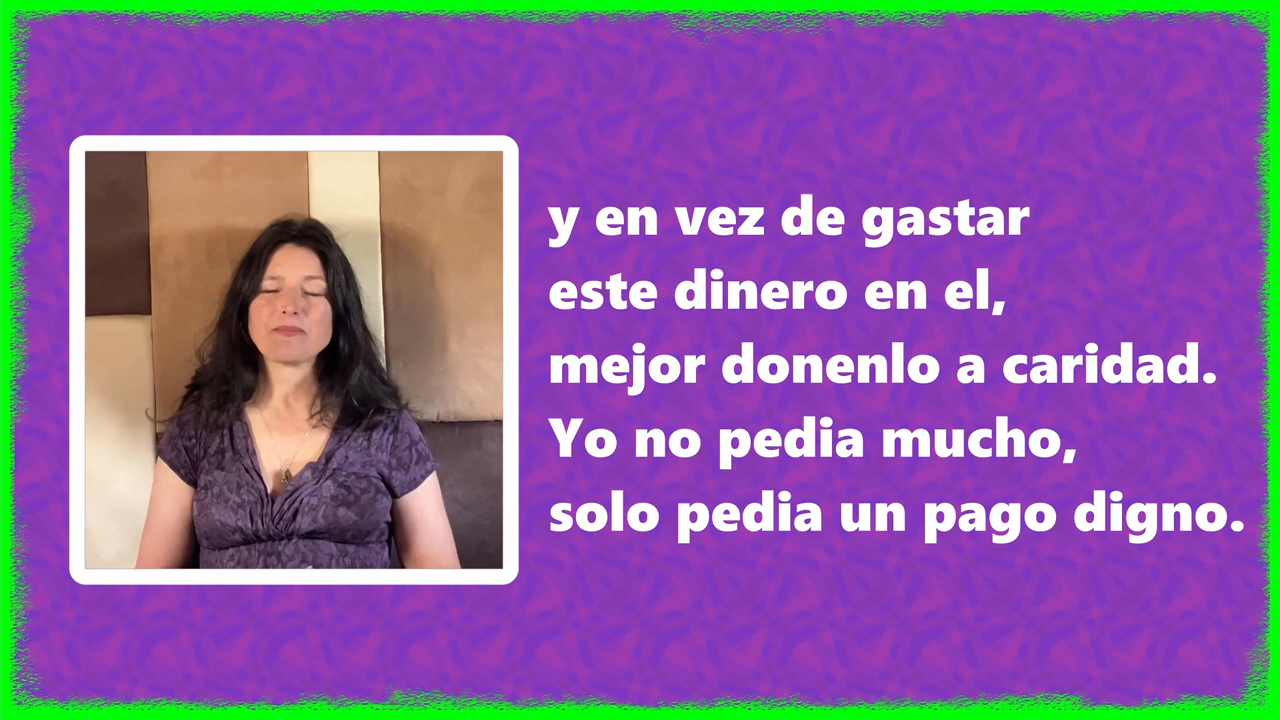 y en vez de gastar
este dinero en el,
mejor donenlo a caridad.
Yo no pedia mucho,
solo pedia un pago digno.